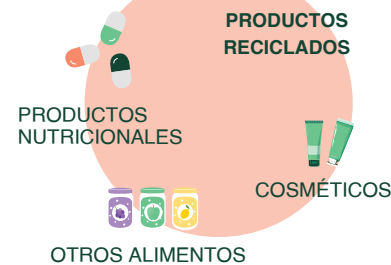 PRODUCTOS
RECICLADOS
PRODUCTOS
NUTRICIONALES
COSMÉTICOS
OTROS ALIMENTOS